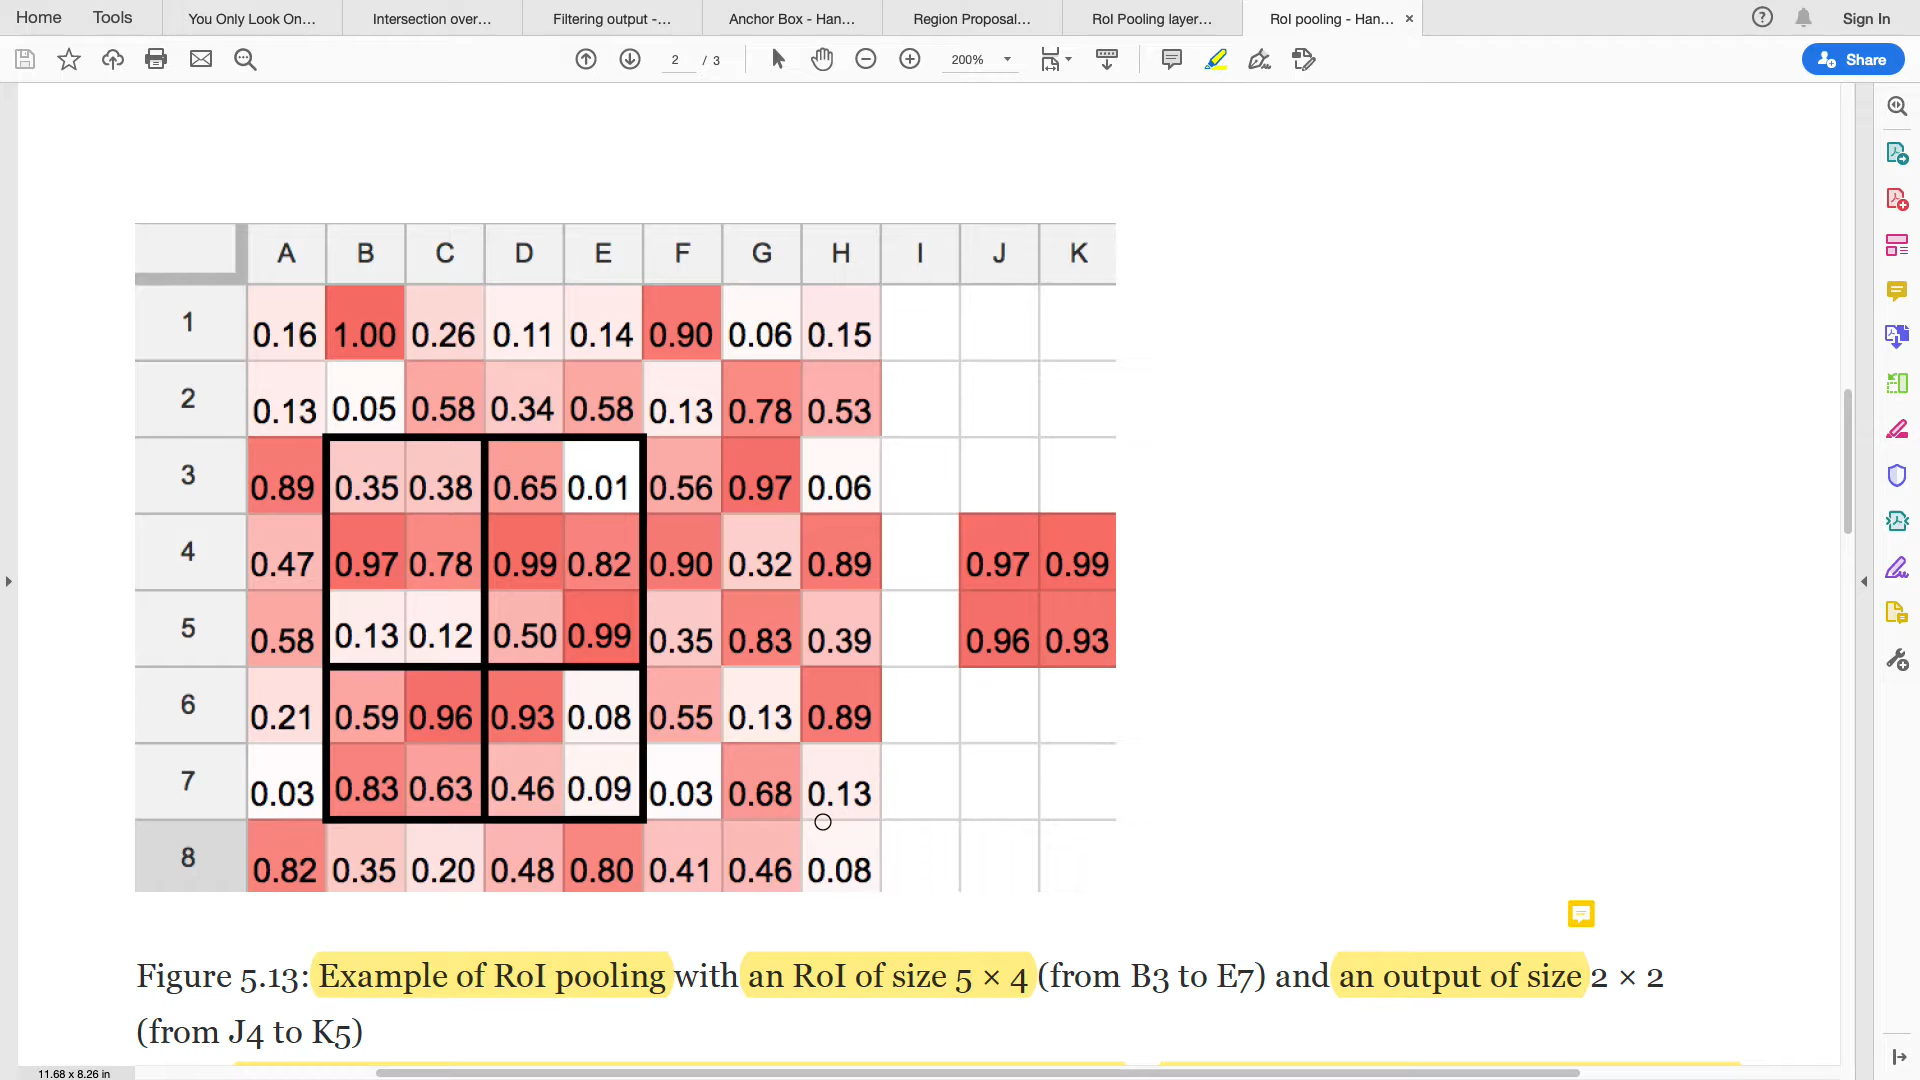 Home Tools You Only Look On... Intersection over... Filtering output -... Anchor Box - Han... Region Proposal... RoI Pooling layer... RoI pooling - Han... × Sign In
2 / 3 200% Share
A B C D E F G H I J K
1 0.16 1.00 0.26 0.11 0.14 0.90 0.06 0.15
2 0.13 0.05 0.58 0.34 0.58 0.13 0.78 0.53
3 0.89 0.35 0.38 0.65 0.01 0.56 0.97 0.06
4 0.47 0.97 0.78 0.99 0.82 0.90 0.32 0.89 0.97 0.99
5 0.58 0.13 0.12 0.50 0.99 0.35 0.83 0.39 0.96 0.93
6 0.21 0.59 0.96 0.93 0.08 0.55 0.13 0.89
7 0.03 0.83 0.63 0.46 0.09 0.03 0.68 0.13
8 0.82 0.35 0.20 0.48 0.80 0.41 0.46 0.08
Figure 5.13: Example of RoI pooling with an RoI of size 5 × 4 (from B3 to E7) and an output of size 2 × 2
(from J4 to K5)
11.68 x 8.26 in